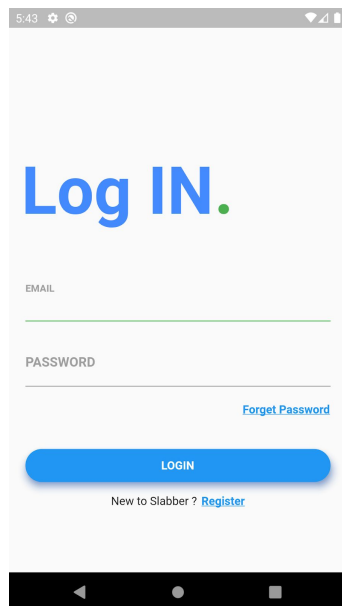 5:43
Log IN.
EMAIL
PASSWORD
Forget Password
LOGIN
New to Slabber ? Register